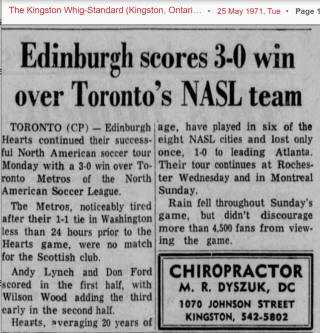 The Kingston Whig-Standard (Kingston, Ontari... • 25 May 1971, Tue • Page 1
Edinburgh scores 3-0 win
over Toronto's NASL team
TORONTO (CP) — Edinburgh
Hearts continued their success-
ful North American soccer tour
Monday with a 3-0 win over To-
ronto Metros of the North
American Soccer League.
The Metros, noticeably tired
after their 1-1 tie in Washington
less than 24 hours prior to the
Hearts game, were no match
for the Scottish club.
Andy Lynch and Don Ford
scored in the first half, with
Wilson Wood adding the third
early in the second half.
Hearts, averaging 20 years of
age, have played in six of the
eight NASL cities and lost only
once, 1-0 to leading Atlanta.
Their tour continues at Roches-
ter Wednesday and in Montreal
Sunday.
Rain fell throughout Sunday's
game, but didn't discourage
more than 4,500 fans from view-
ing the game.
CHIROPRACTOR
M. R. DYSZUK, DC
1070 JOHNSON STREET
KINGSTON, 542-5802